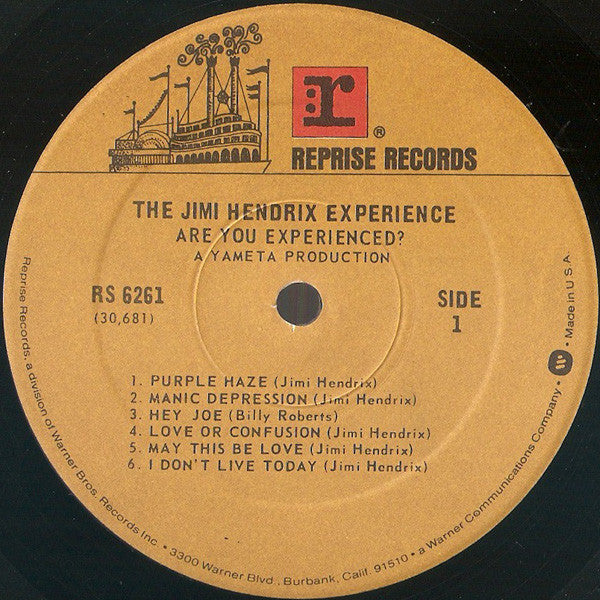 r
®
REPRISE RECORDS
THE JIMI HENDRIX EXPERIENCE
ARE YOU EXPERIENCED?
A YAMETA PRODUCTION
RS 6261
(30,681)
SIDE
1
1. PURPLE HAZE (Jimi Hendrix)
2. MANIC DEPRESSION (Jimi Hendrix)
3. HEY JOE (Billy Roberts)
4. LOVE OR CONFUSION (Jimi Hendrix)
5. MAY THIS BE LOVE (Jimi Hendrix)
6. I DON'T LIVE TODAY (Jimi Hendrix)
Reprise Records, a division of Warner Bros. Records Inc. • 3300 Warner Blvd., Burbank, Calif. 91510 • a Warner Communications Company • W • Made in U.S.A.